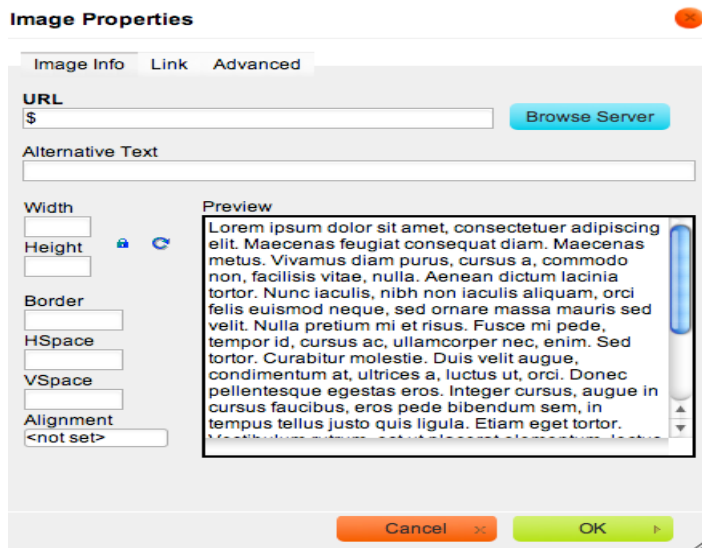 Image Properties
Image Info Link Advanced
URL
$
Browse Server
Alternative Text
Width
Height
Border
HSpace
VSpace
Alignment
<not set>
Preview
Lorem ipsum dolor sit amet, consectetuer adipiscing
elit. Maecenas feugiat consequat diam. Maecenas
metus. Vivamus diam purus, cursus a, commodo
non, facilisis vitae, nulla. Aenean dictum lacinia
tortor. Nunc iaculis, nibh non iaculis aliquam, orci
felis euismod neque, sed ornare massa mauris sed
velit. Nulla pretium mi et risus. Fusce mi pede,
tempor id, cursus ac, ullamcorper nec, enim. Sed
tortor. Curabitur molestie. Duis velit augue,
condimentum at, ultrices a, luctus ut, orci. Donec
pellentesque egestas eros. Integer cursus, augue in
cursus faucibus, eros pede bibendum sem, in
tempus tellus justo quis ligula. Etiam eget tortor.
Cancel
OK